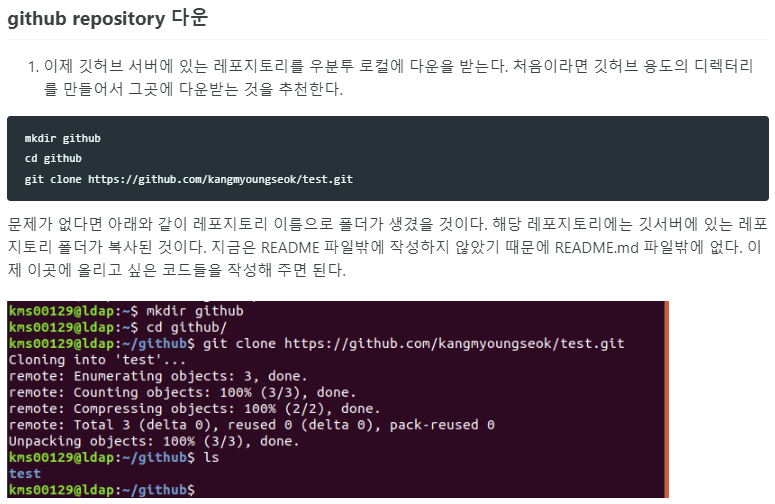 github repository 다운
1. 이제 깃허브 서버에 있는 레포지토리를 우분투 로컬에 다운을 받는다. 처음이라면 깃허브 용도의 디렉터리
를 만들어서 그곳에 다운받는 것을 추천한다.
mkdir github
cd github
git clone https://github.com/kangmyoungseok/test.git
문제가 없다면 아래와 같이 레포지토리 이름으로 폴더가 생겼을 것이다. 해당 레포지토리에는 깃서버에 있는 레포
지토리 폴더가 복사된 것이다. 지금은 README 파일밖에 작성하지 않았기 때문에 README.md 파일밖에 없다. 이
제 이곳에 올리고 싶은 코드들을 작성해 주면 된다.
kms00129@ldap:~$ mkdir github
kms00129@ldap:~$ cd github/
kms00129@ldap:~/github$ git clone https://github.com/kangmyoungseok/test.git
Cloning into 'test'...
remote: Enumerating objects: 3, done.
remote: Counting objects: 100% (3/3), done.
remote: Compressing objects: 100% (2/2), done.
remote: Total 3 (delta 0), reused 0 (delta 0), pack-reused 0
Unpacking objects: 100% (3/3), done.
kms00129@ldap:~/github$ ls
test
kms00129@ldap:~/github$